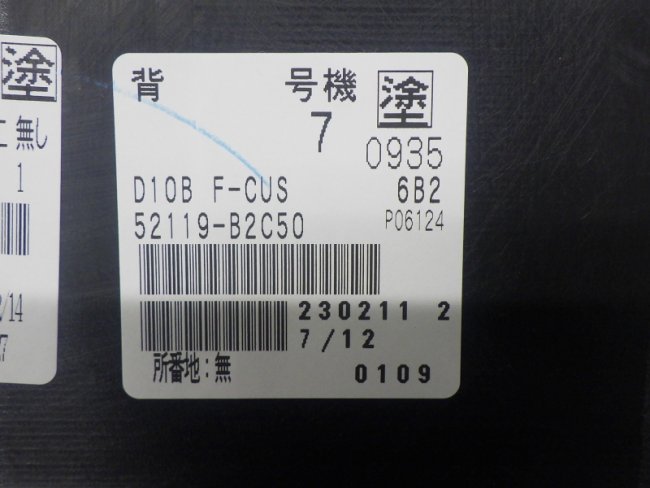 塗
無し
1
/14
背 号機 塗
7 0935
D10B F-CUS 6B2
52119-B2C50 P06124
230211 2
7/12
所番地:無 0109